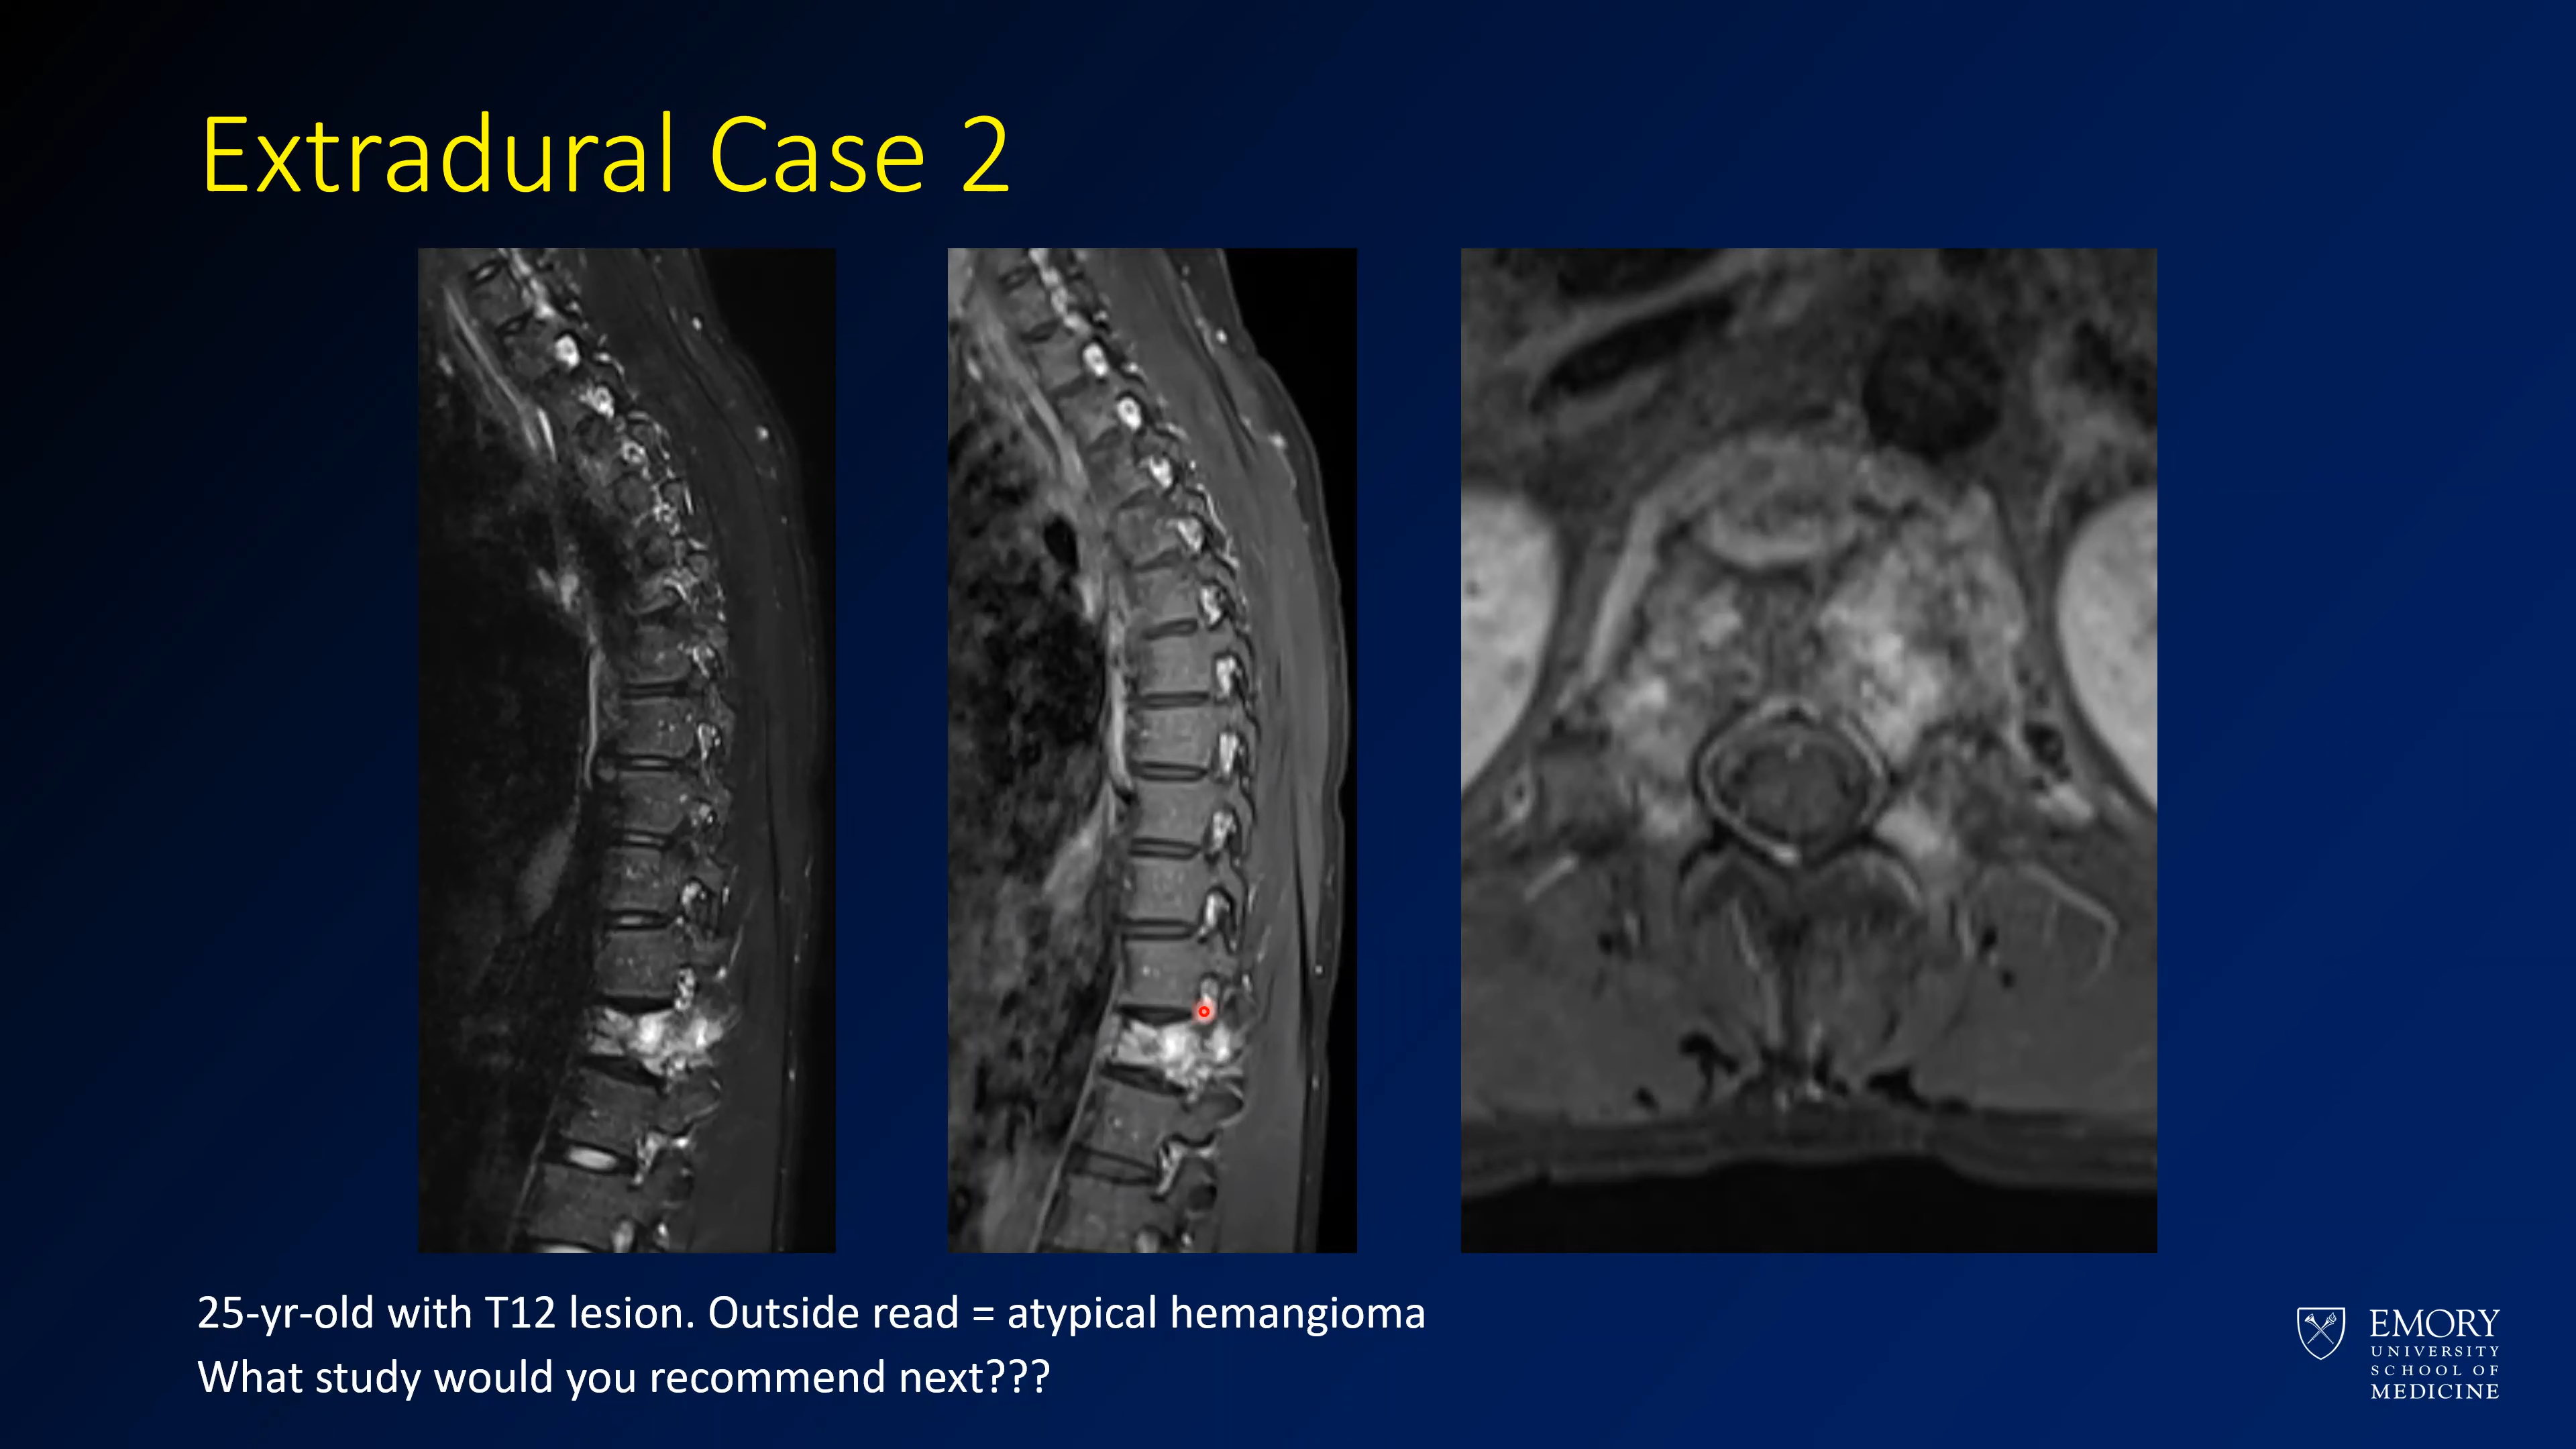 Extradural Case 2
25-yr-old with T12 lesion. Outside read = atypical hemangioma
What study would you recommend next???
EMORY
UNIVERSITY
SCHOOL OF
MEDICINE